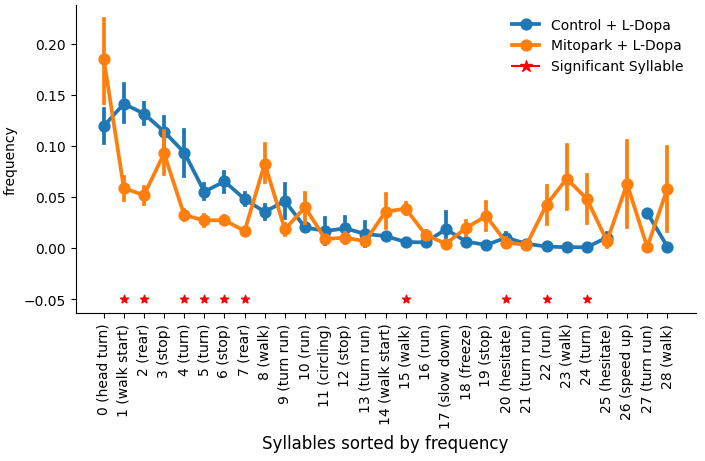 Control + L-Dopa
Mitopark + L-Dopa
Significant Syllable
frequency
0.20
0.15
0.10
0.05
0.00
−0.05
0 (head turn)
1 (walk start)
2 (rear)
3 (stop)
4 (turn)
5 (turn)
6 (stop)
7 (rear)
8 (walk)
9 (turn run)
10 (run)
11 (circling)
12 (stop)
13 (turn run)
14 (walk start)
15 (walk)
16 (run)
17 (slow down)
18 (freeze)
19 (stop)
20 (hesitate)
21 (turn run)
22 (run)
23 (walk)
24 (turn)
25 (hesitate)
26 (speed up)
27 (turn run)
28 (walk)
Syllables sorted by frequency